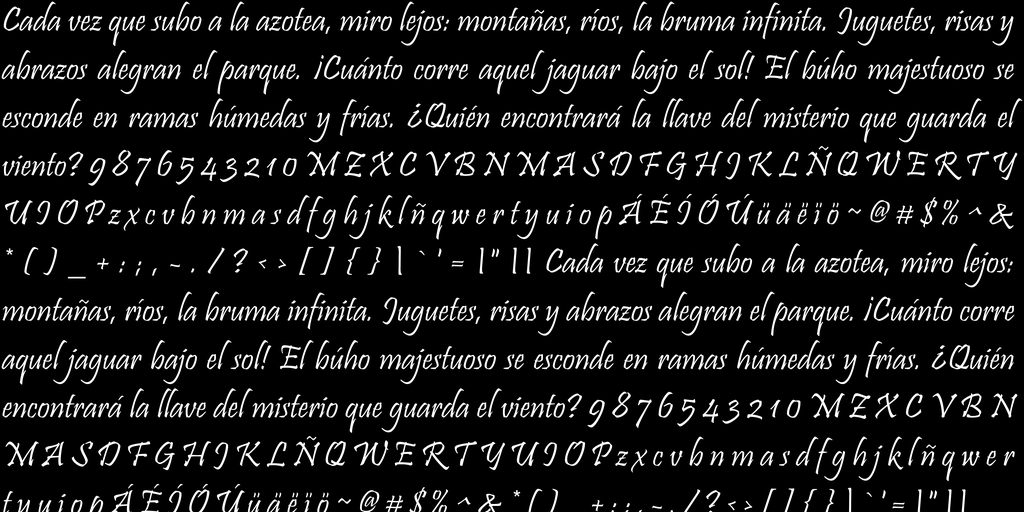 Cada vez que subo a la azotea, miro lejos: montañas, ríos, la bruma infinita. Juguetes, risas y
abrazos alegran el parque. ¡Cuánto corre aquel jaguar bajo el sol! El búho majestuoso se
esconde en ramas húmedas y frías. ¿Quién encontrará la llave del misterio que guarda el
viento? 9 8 7 6 5 4 3 2 1 0 M Z X C V B N M A S D F G H J K L Ñ Q W E R T Y
U I O P z x c v b n m a s d f g h j k l ñ q w e r t y u i o p Á É Í Ó Ú ü ä ë ï ö ~ @ # $ % ^ &
* ( ) _ + : ; , - . / ? < > [ ] { } | ` ' = | " | | Cada vez que subo a la azotea, miro lejos:
montañas, ríos, la bruma infinita. Juguetes, risas y abrazos alegran el parque. ¡Cuánto corre
aquel jaguar bajo el sol! El búho majestuoso se esconde en ramas húmedas y frías. ¿Quién
encontrará la llave del misterio que guarda el viento? 9 8 7 6 5 4 3 2 1 0 M Z X C V B N
M A S D F G H J K L Ñ Q W E R T Y U I O P z x c v b n m a s d f g h j k l ñ q w e r
t y u i o p Á É Í Ó Ú ü ä ë ï ö ~ @ # $ % ^ & * ( ) _ + : ; , - . / ? < > [ ] { } | ` ' = | " | |